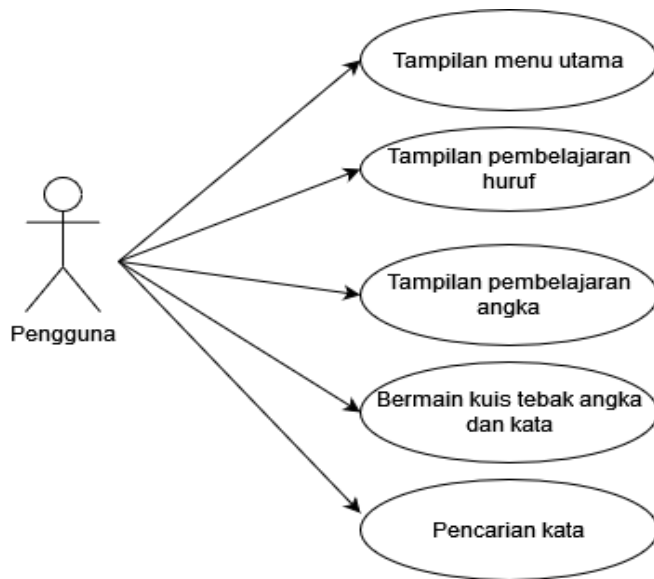 Tampilan menu utama
Tampilan pembelajaran
huruf
Pengguna
Tampilan pembelajaran
angka
Bermain kuis tebak angka
dan kata
Pencarian kata